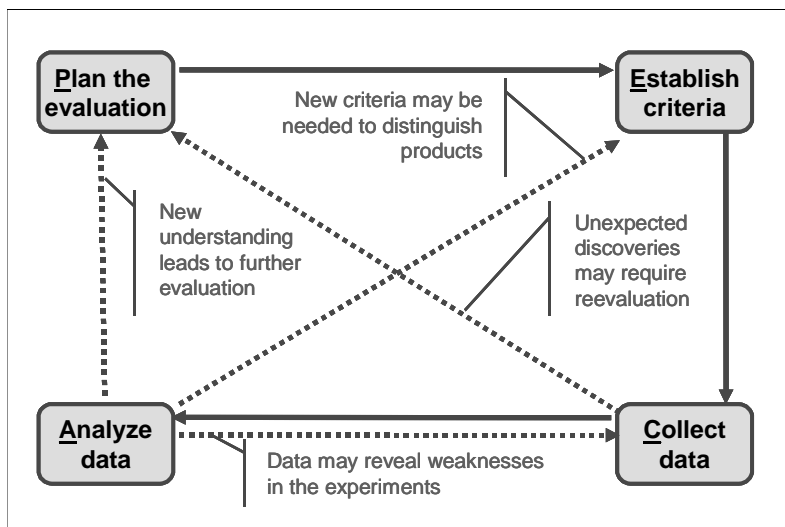 Plan the
evaluation
Establish
criteria
New criteria may be
needed to distinguish
products
New
understanding
leads to further
evaluation
Unexpected
discoveries
may require
reevaluation
Analyze
data
Collect
data
Data may reveal weaknesses
in the experiments